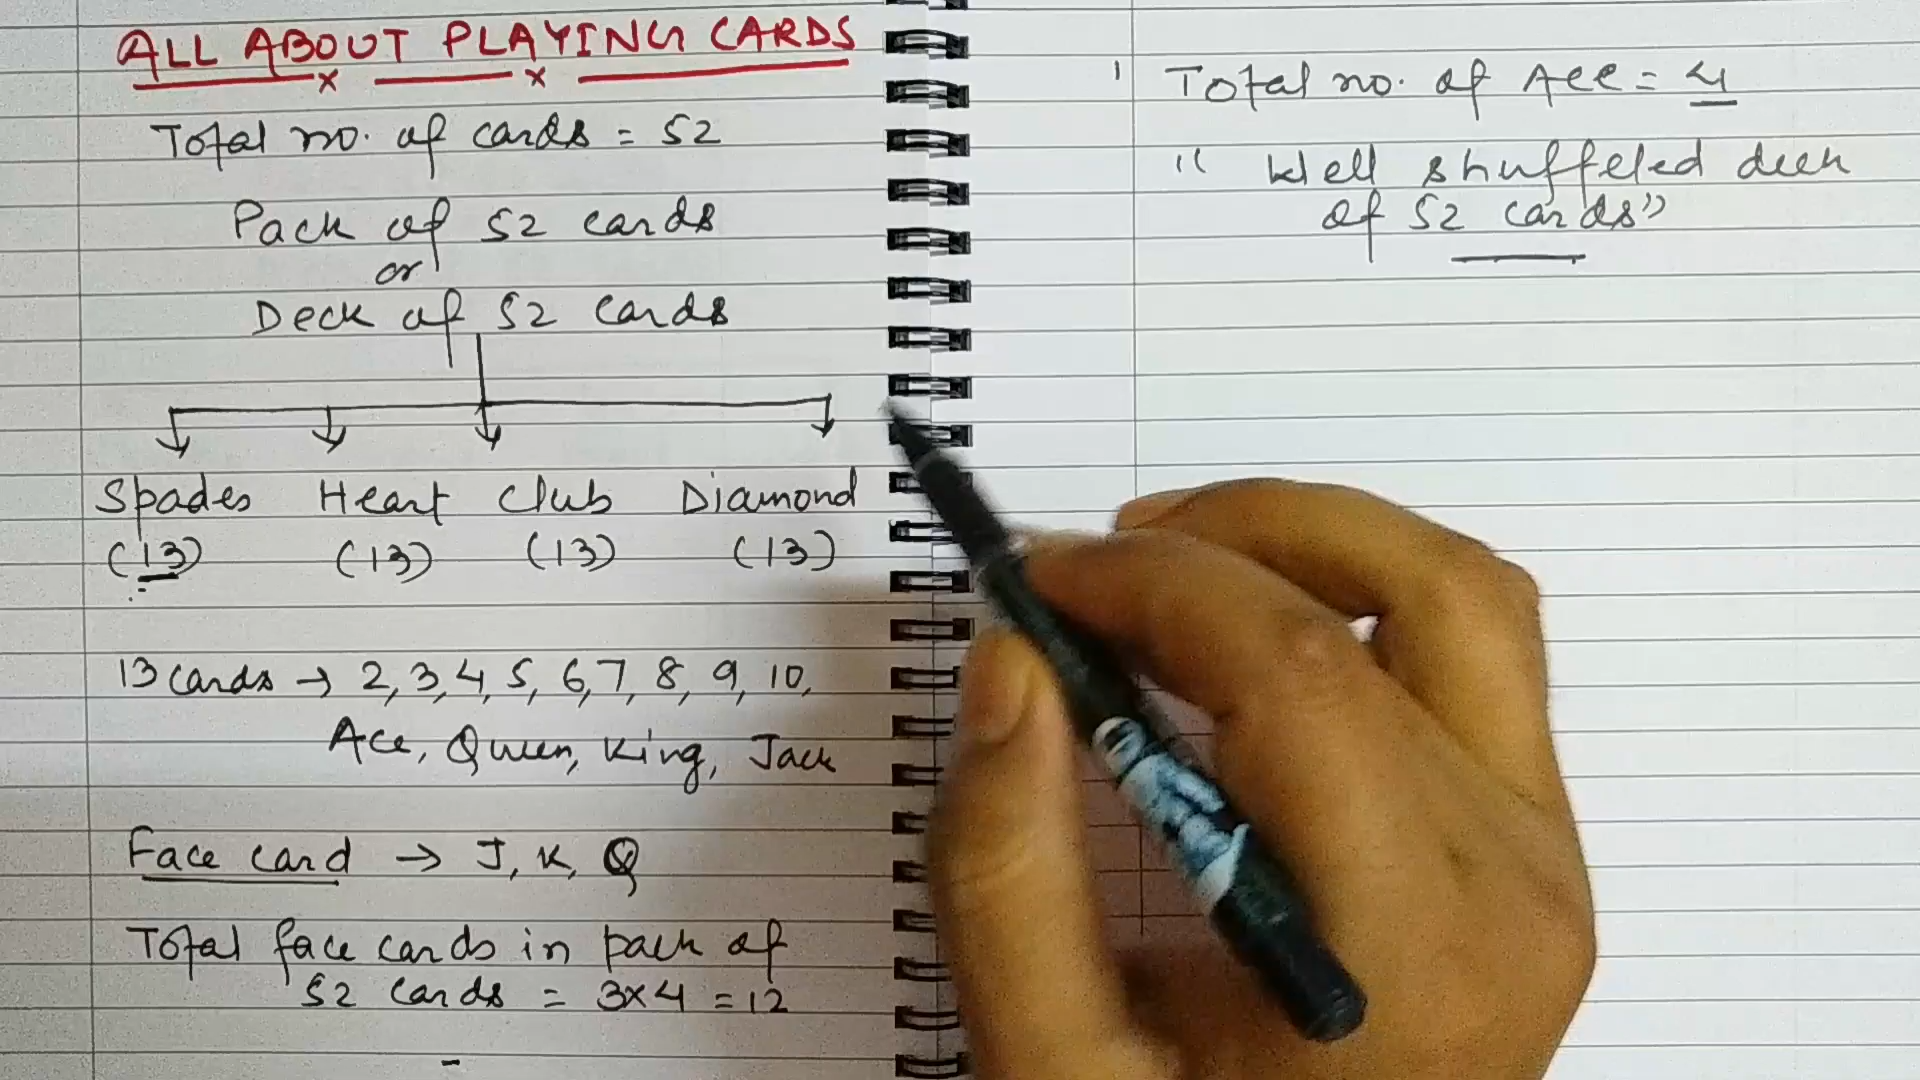 ALL ABOUT PLAYING CARDS
Total no. of cards = 52
Pack of 52 cards
or
Deck of 52 cards
Spades Heart Club Diamond
(13) (13) (13) (13)
13 cards → 2, 3, 4, 5, 6, 7, 8, 9, 10,
Ace, Queen, King, Jack
Face card → J, K, Q
Total face cards in pack of
52 cards = 3x4 = 12
Total no. of Ace = 4
" Well shuffeled deck
of 52 cards"